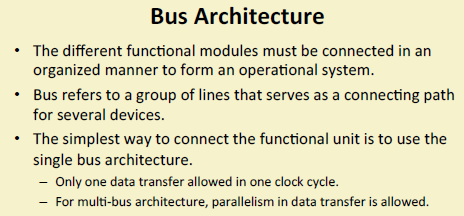 Bus Architecture
• The different functional modules must be connected in an
organized manner to form an operational system.
• Bus refers to a group of lines that serves as a connecting path
for several devices.
• The simplest way to connect the functional unit is to use the
single bus architecture.
– Only one data transfer allowed in one clock cycle.
– For multi-bus architecture, parallelism in data transfer is allowed.